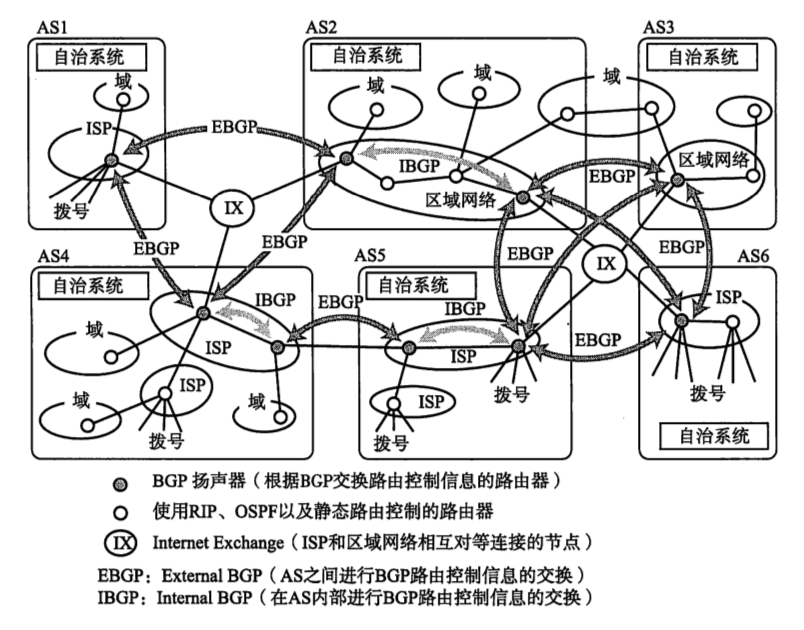 AS1
AS2
AS3
自治系统
自治系统
自治系统
域
域
域
域
ISP
EBGP
IBGP
EBGP
区域网络
区域网络
拨号
IX
EBGP
EBGP
EBGP
EBGP
IX
AS4
AS5
AS6
自治系统
自治系统
IBGP
EBGP
IBGP
ISP
域
ISP
ISP
EBGP
域
ISP
域
ISP
拨号
拨号
拨号
拨号
自治系统
BGP 扬声器（根据BGP交换路由控制信息的路由器）
使用RIP、OSPF以及静态路由控制的路由器
IX Internet Exchange（ISP和区域网络相互对等连接的节点）
EBGP：External BGP（AS之间进行BGP路由控制信息的交换）
IBGP：Internal BGP（在AS内部进行BGP路由控制信息的交换）